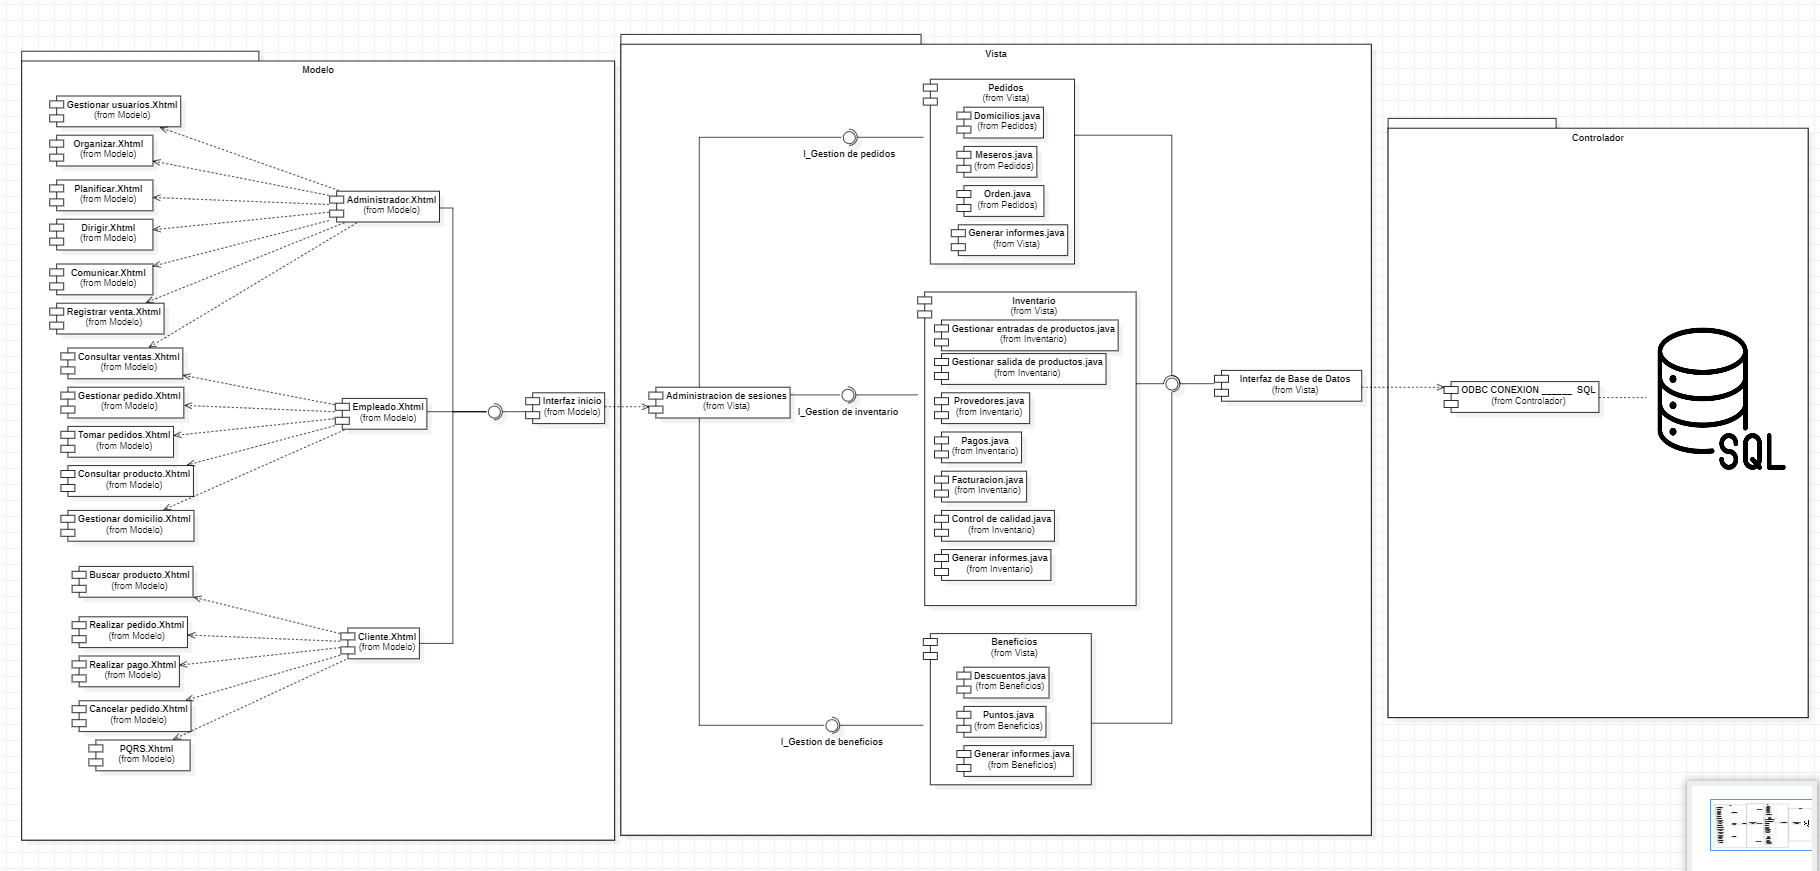 Modelo
Gestionar usuarios.Xhtml
(from Modelo)
Organizar.Xhtml
(from Modelo)
Planificar.Xhtml
(from Modelo)
Dirigir.Xhtml
(from Modelo)
Comunicar.Xhtml
(from Modelo)
Registrar venta.Xhtml
(from Modelo)
Consultar ventas.Xhtml
(from Modelo)
Gestionar pedido.Xhtml
(from Modelo)
Tomar pedidos.Xhtml
(from Modelo)
Consultar producto.Xhtml
(from Modelo)
Gestionar domicilio.Xhtml
(from Modelo)
Buscar producto.Xhtml
(from Modelo)
Realizar pedido.Xhtml
(from Modelo)
Realizar pago.Xhtml
(from Modelo)
Cancelar pedido.Xhtml
(from Modelo)
PQRS.Xhtml
(from Modelo)
Administrador.Xhtml
(from Modelo)
Empleado.Xhtml
(from Modelo)
Cliente.Xhtml
(from Modelo)
Interfaz inicio
(from Modelo)
Vista
Administracion de sesiones
(from Vista)
I_Gestion de pedidos
I_Gestion de inventario
I_Gestion de beneficios
Pedidos
(from Vista)
Domicilios.java
(from Pedidos)
Meseros.java
(from Pedidos)
Orden.java
(from Pedidos)
Generar informes.java
(from Vista)
Inventario
(from Vista)
Gestionar entradas de productos.java
(from Inventario)
Gestionar salida de productos.java
(from Inventario)
Provedores.java
(from Inventario)
Pagos.java
(from Inventario)
Facturacion.java
(from Inventario)
Control de calidad.java
(from Inventario)
Generar informes.java
(from Inventario)
Beneficios
(from Vista)
Descuentos.java
(from Beneficios)
Puntos.java
(from Beneficios)
Generar informes.java
(from Beneficios)
Interfaz de Base de Datos
(from Vista)
Controlador
ODBC CONEXION ______ SQL
(from Controlador)
SQL